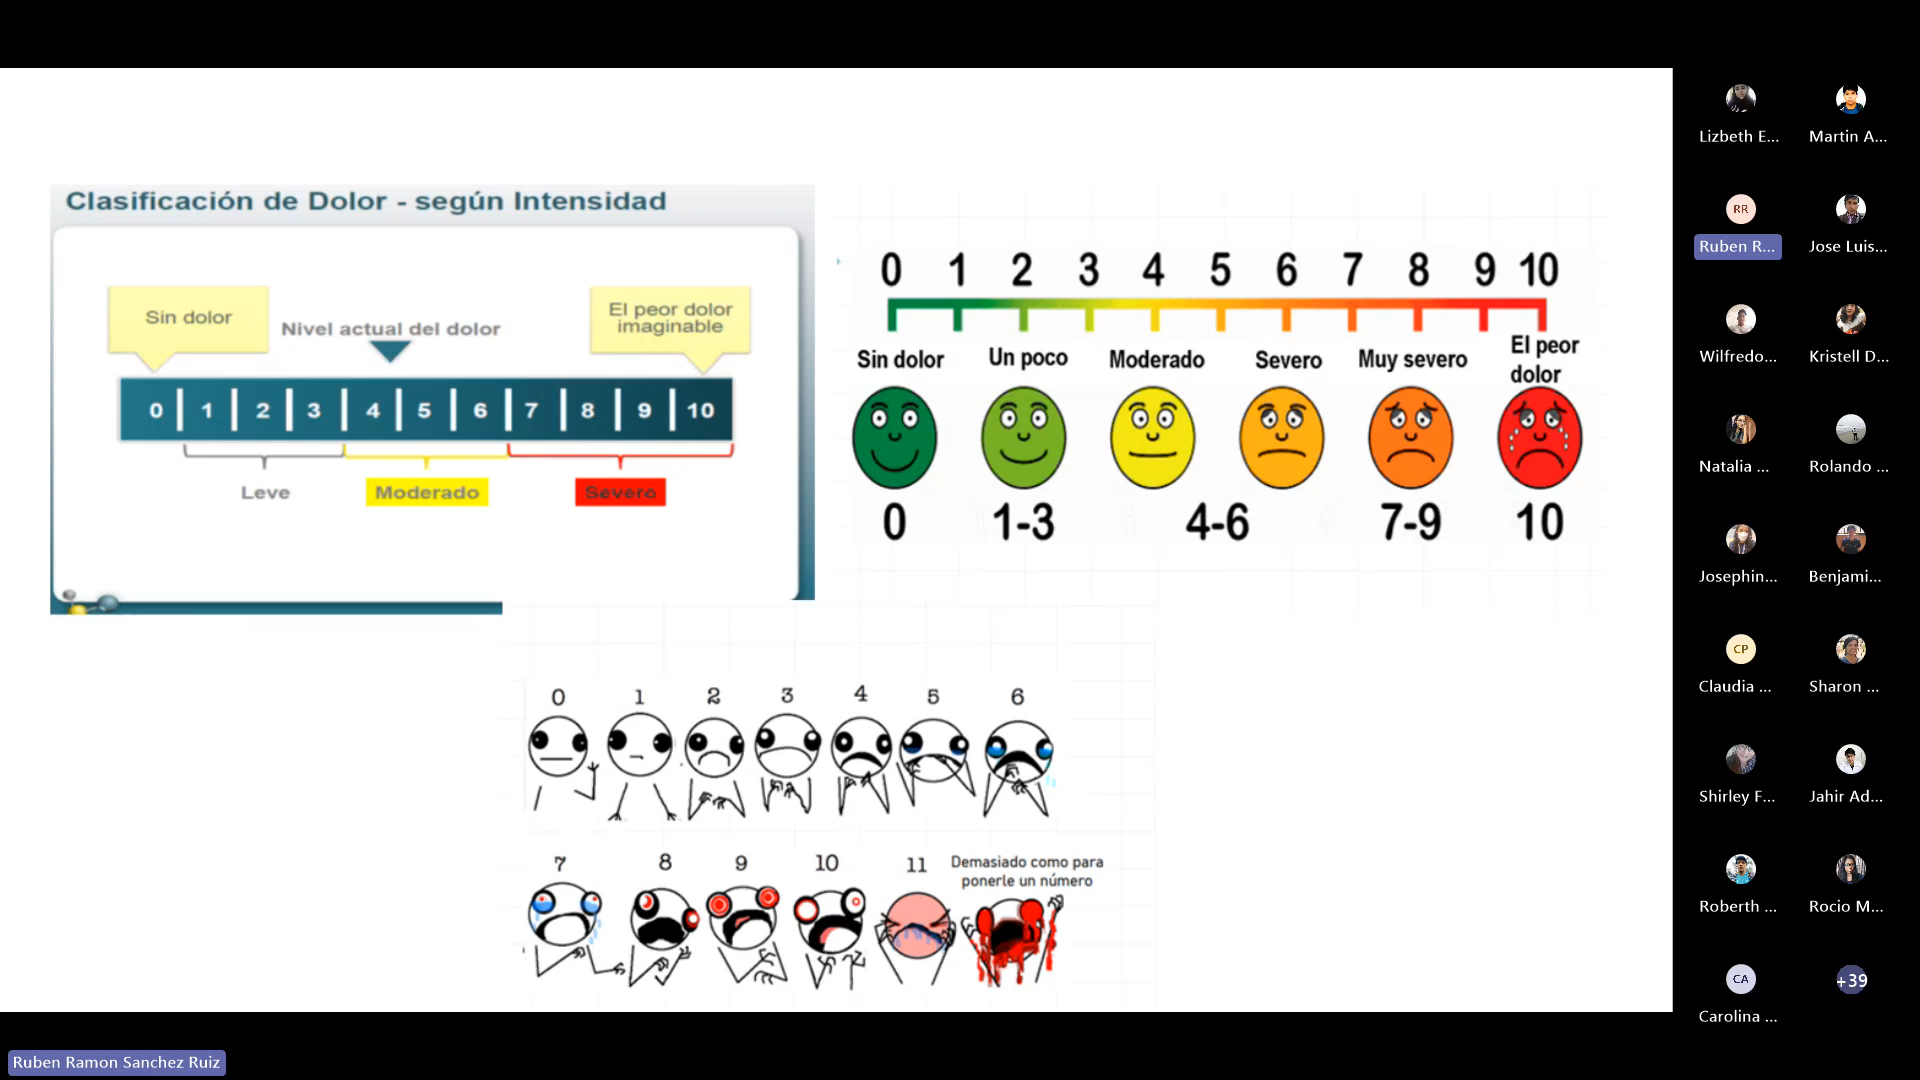 Clasificación de Dolor - según Intensidad
Sin dolor
Nivel actual del dolor
El peor dolor
imaginable
0 1 2 3 4 5 6 7 8 9 10
Leve
Moderado
Severo
0 1 2 3 4 5 6 7 8 9 10
Sin dolor
Un poco
Moderado
Severo
Muy severo
El peor
dolor
0 1-3 4-6 7-9 10
0 1 2 3 4 5 6
7 8 9 10 11
Demasiado como para
ponerle un número
Lizbeth E...
Martin A...
RR
Ruben R...
Jose Luis...
Wilfredo...
Kristell D...
Natalia ...
Rolando ...
Josephin...
Benjami...
CP
Claudia ...
Sharon ...
Shirley F...
Jahir Ad...
Roberth ...
Rocio M...
CA
+39
Carolina ...
Ruben Ramon Sanchez Ruiz